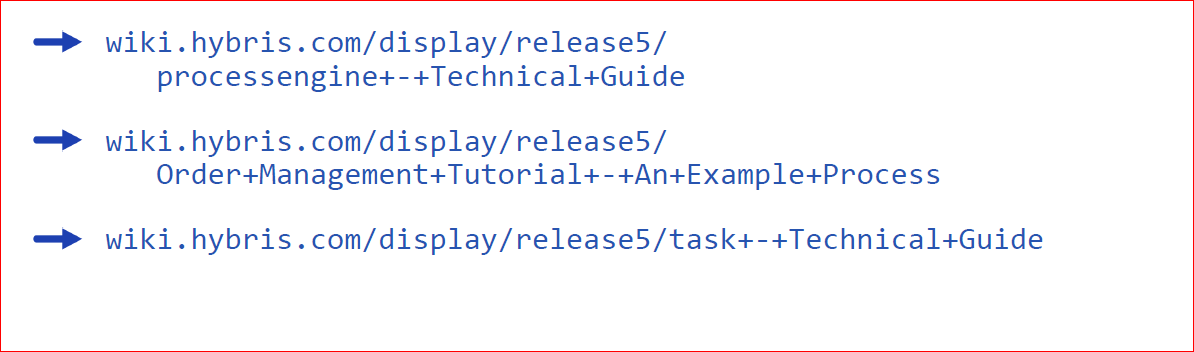 wiki.hybris.com/display/release5/
processengine+-+Technical+Guide
wiki.hybris.com/display/release5/
Order+Management+Tutorial+-+An+Example+Process
wiki.hybris.com/display/release5/task+-+Technical+Guide